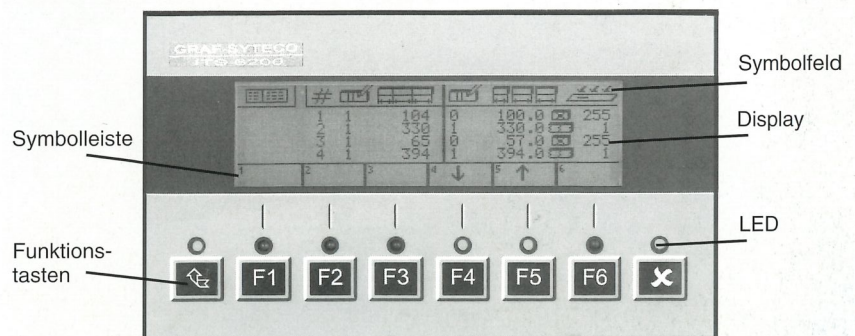 GRAF-SYTECO
Symbolfeld
# 
1 1 104 0 100.0 255
2 1 330 1 330.0 1
3 1 65 0 57.0 255
4 1 394 1 394.0 1
Display
Symbolleiste
1 2 3 4 ↓ 5 ↑ 6
LED
Funktions-
tasten
F1 F2 F3 F4 F5 F6